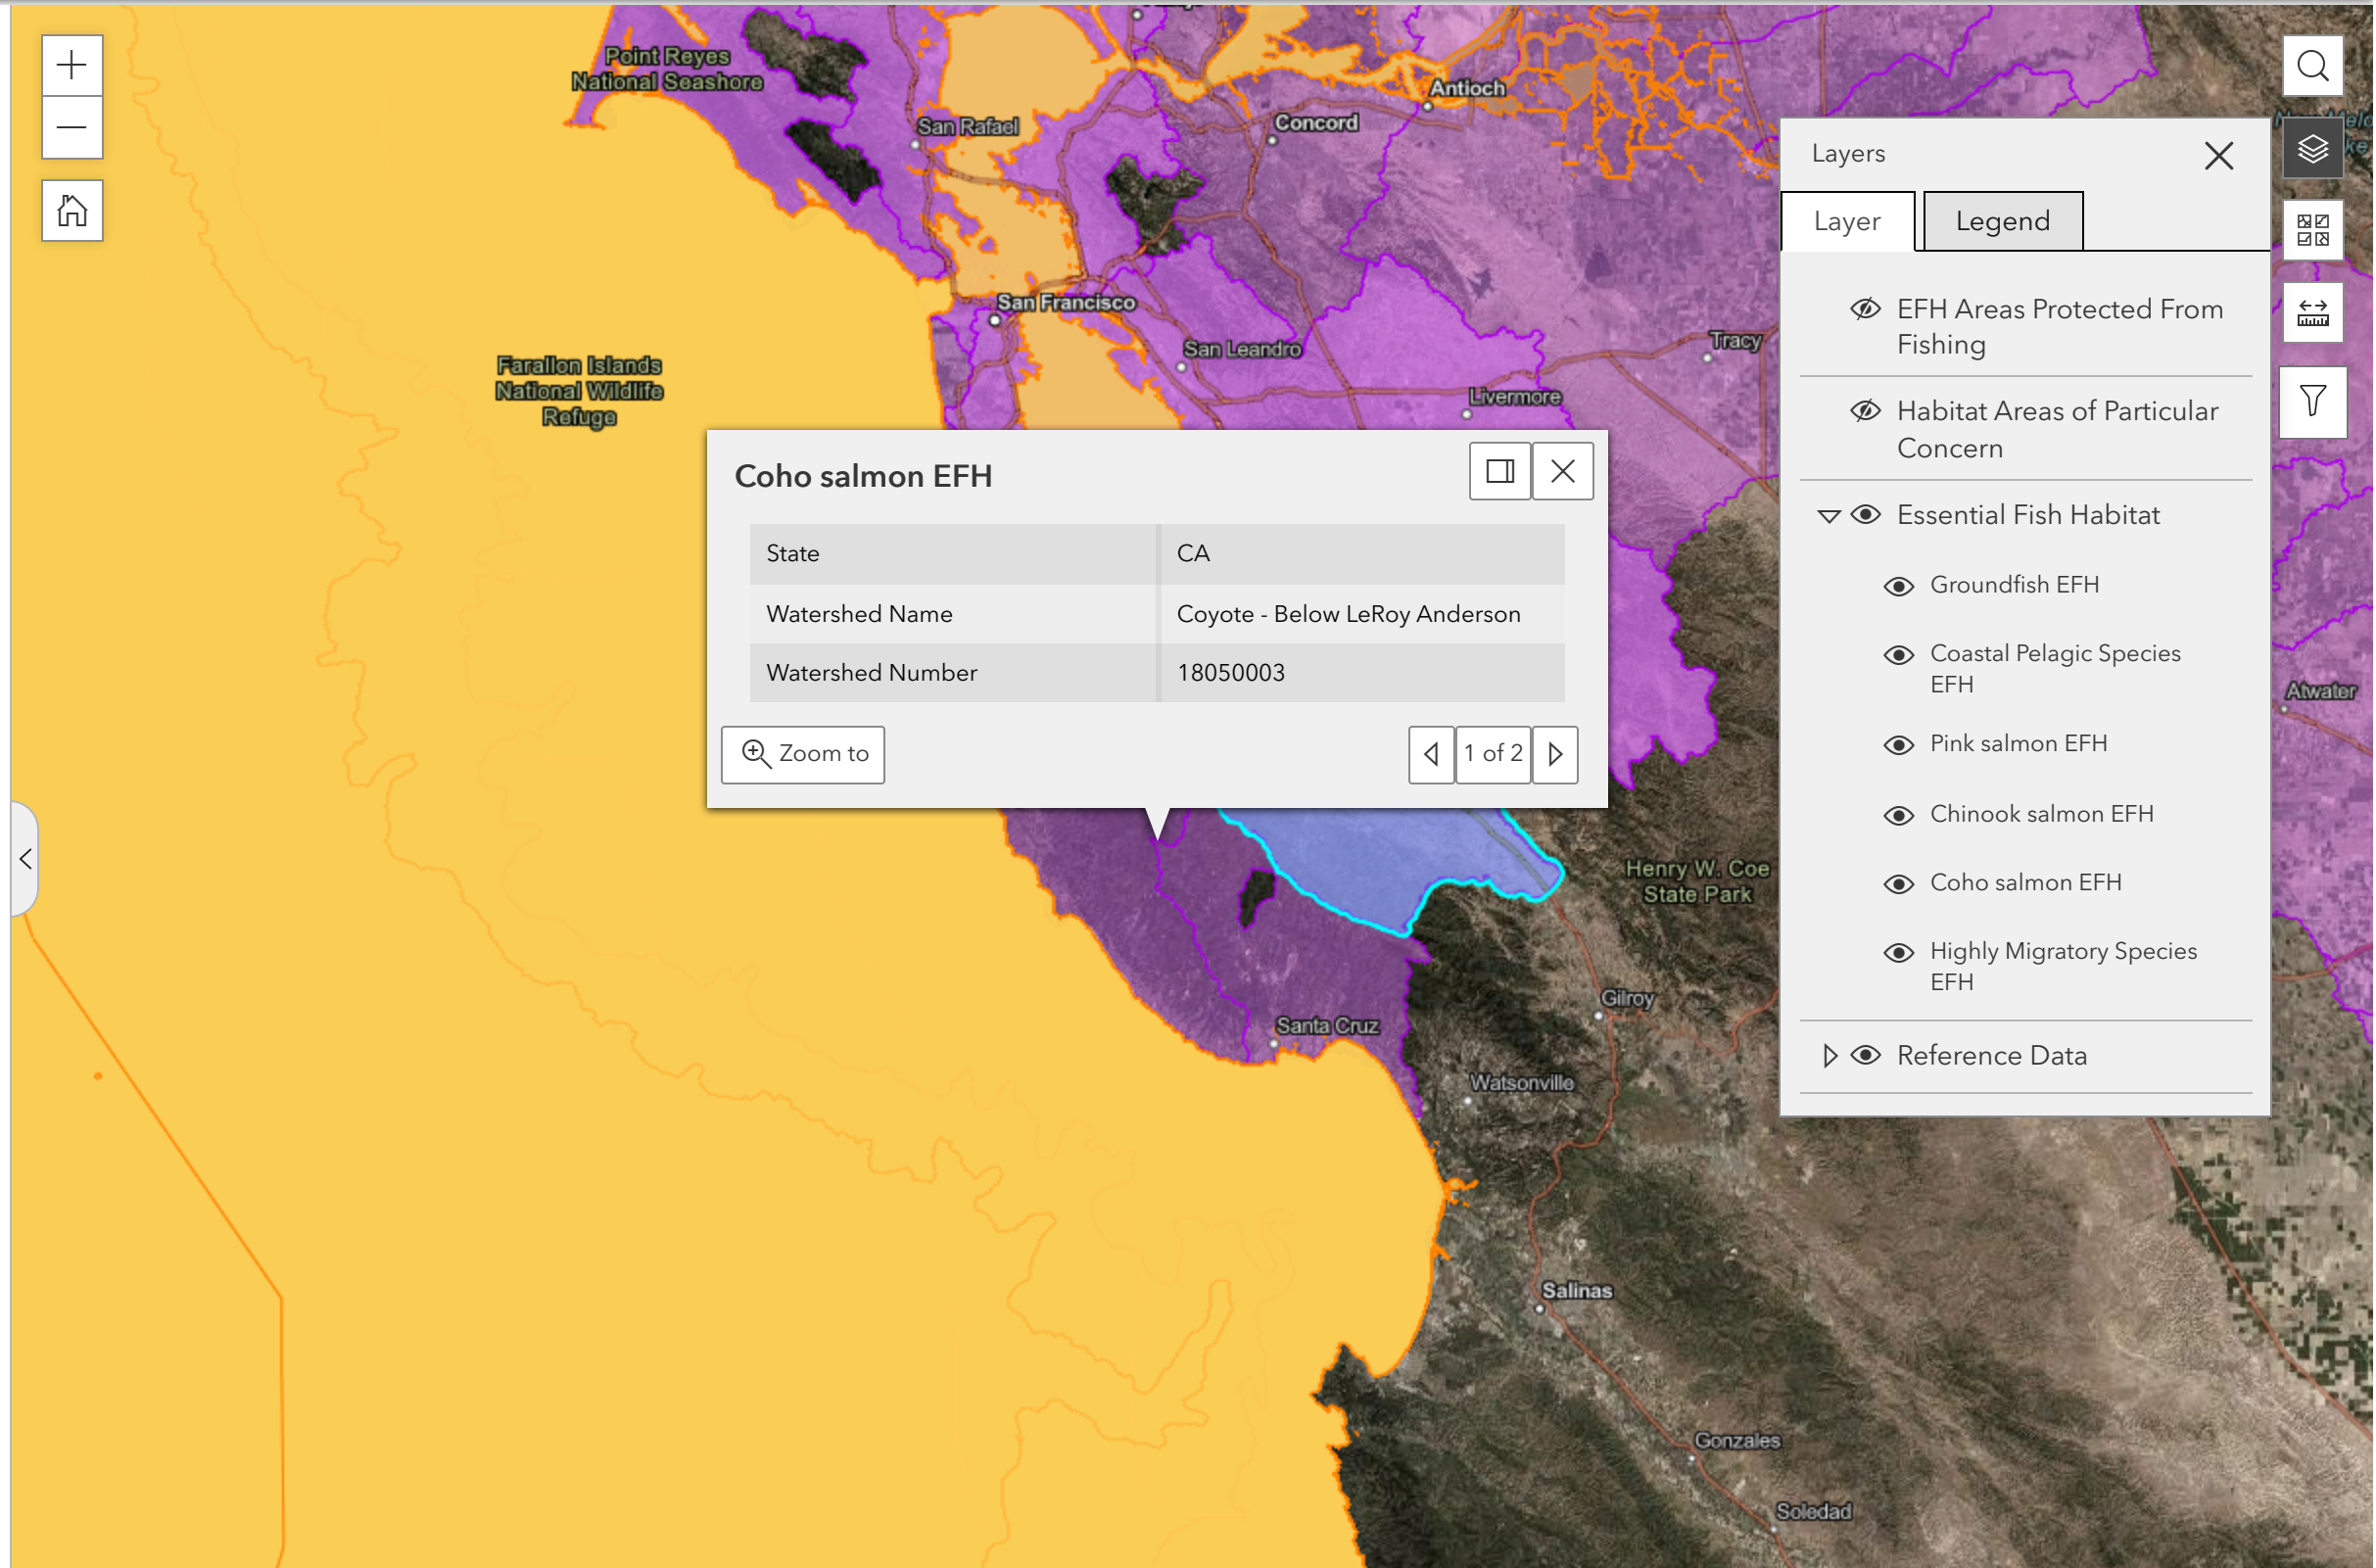 Point Reyes
National Seashore
Antioch
Concord
San Rafael
San Francisco
San Leandro
Tracy
Livermore
Farallon Islands
National Wildlife
Refuge
Coho salmon EFH
State CA
Watershed Name Coyote - Below LeRoy Anderson
Watershed Number 18050003
Zoom to
1 of 2
Henry W. Coe
State Park
Gilroy
Santa Cruz
Watsonville
Salinas
Gonzales
Soledad
Atwater
Layers
Layer
Legend
EFH Areas Protected From
Fishing
Habitat Areas of Particular
Concern
Essential Fish Habitat
Groundfish EFH
Coastal Pelagic Species
EFH
Pink salmon EFH
Chinook salmon EFH
Coho salmon EFH
Highly Migratory Species
EFH
Reference Data